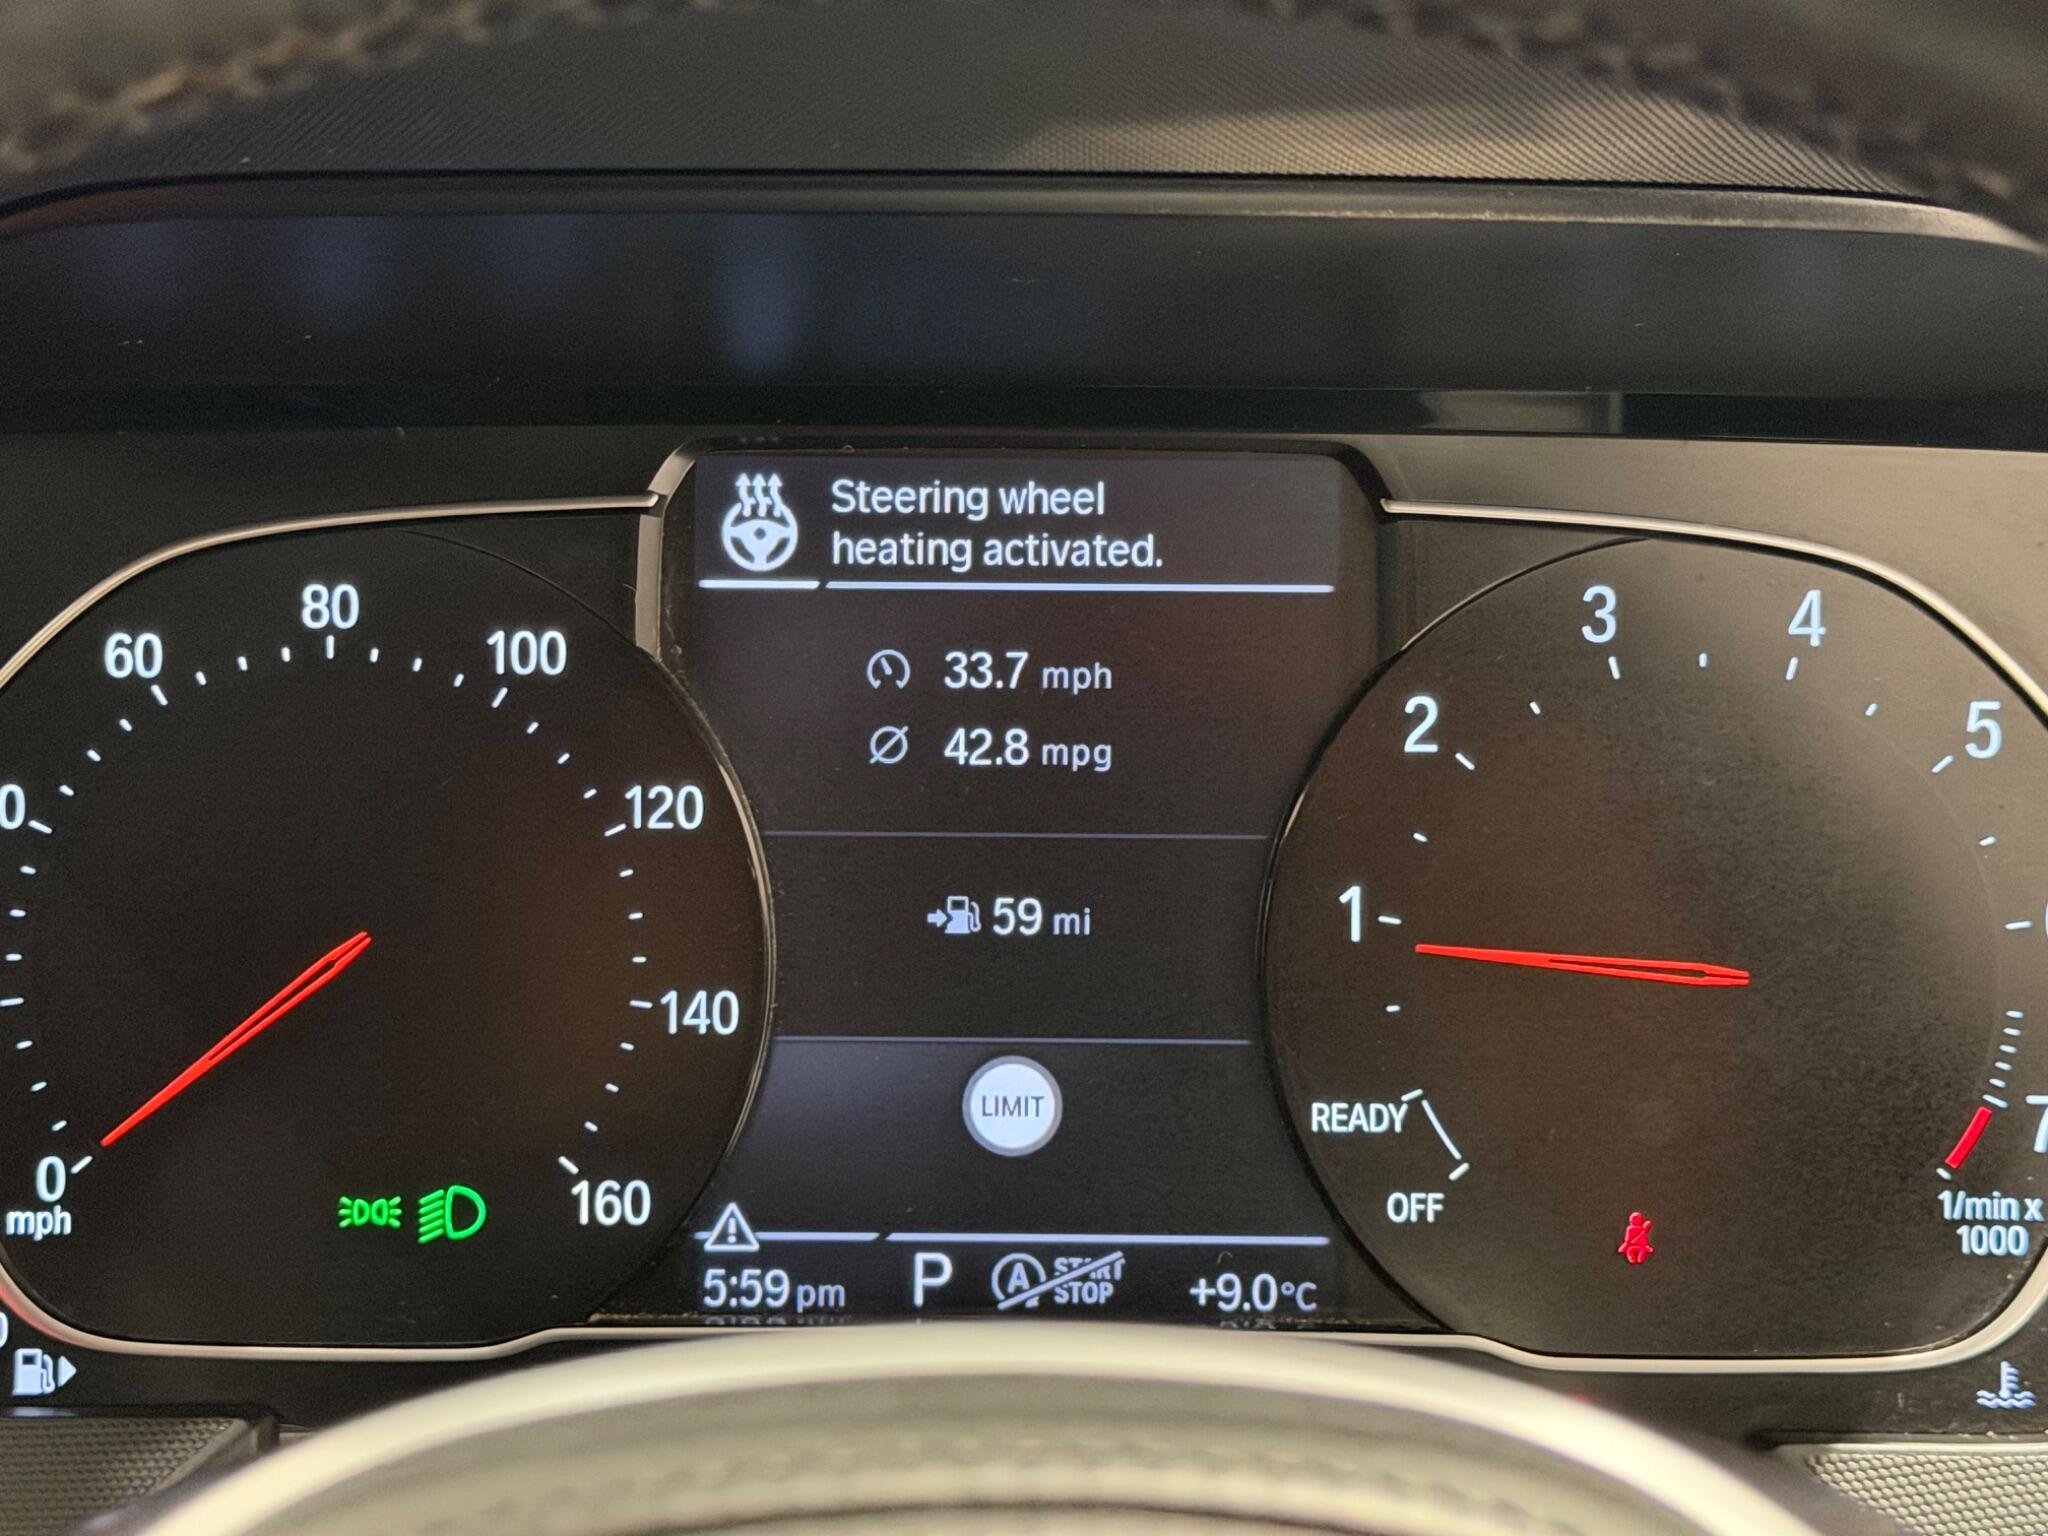 Steering wheel
heating activated.
33.7 mph
42.8 mpg
59 mi
LIMIT
5:59 pm
P
A
START
STOP
+9.0°C
60
80
100
120
140
160
0
mph
1
2
3
4
5
7
READY
OFF
1/min x
1000